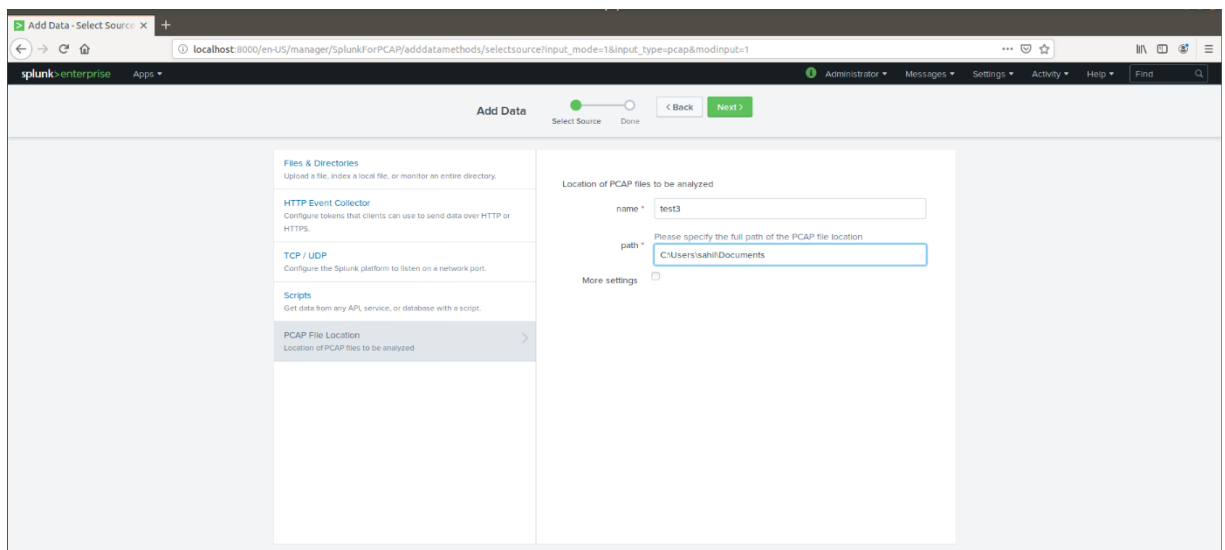 Add Data - Select Source
localhost:8000/en-US/manager/SplunkForPCAP/adddatamethods/selectsource?input_mode=1&input_type=pcap&modinput=1
splunk>enterprise Apps Administrator Messages Settings Activity Help Find
Add Data
Select Source Done
< Back Next >
Files & Directories
Upload a file, index a local file, or monitor an entire directory.
HTTP Event Collector
Configure tokens that clients can use to send data over HTTP or
HTTPS.
TCP / UDP
Configure the Splunk platform to listen on a network port.
Scripts
Get data from any API, service, or database with a script.
PCAP File Location
Location of PCAP files to be analyzed
Location of PCAP files to be analyzed
name * test3
Please specify the full path of the PCAP file location
path * C:\Users\sahil\Documents
More settings